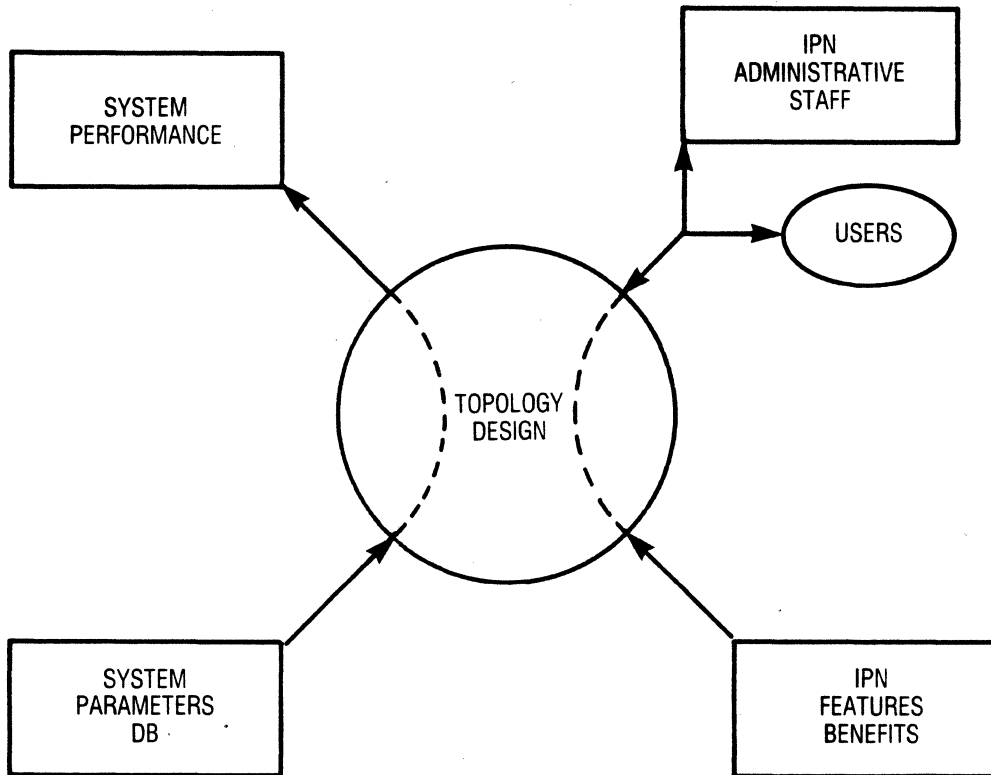 IPN
ADMINISTRATIVE
STAFF
SYSTEM
PERFORMANCE
USERS
TOPOLOGY
DESIGN
SYSTEM
PARAMETERS
DB
IPN
FEATURES
BENEFITS